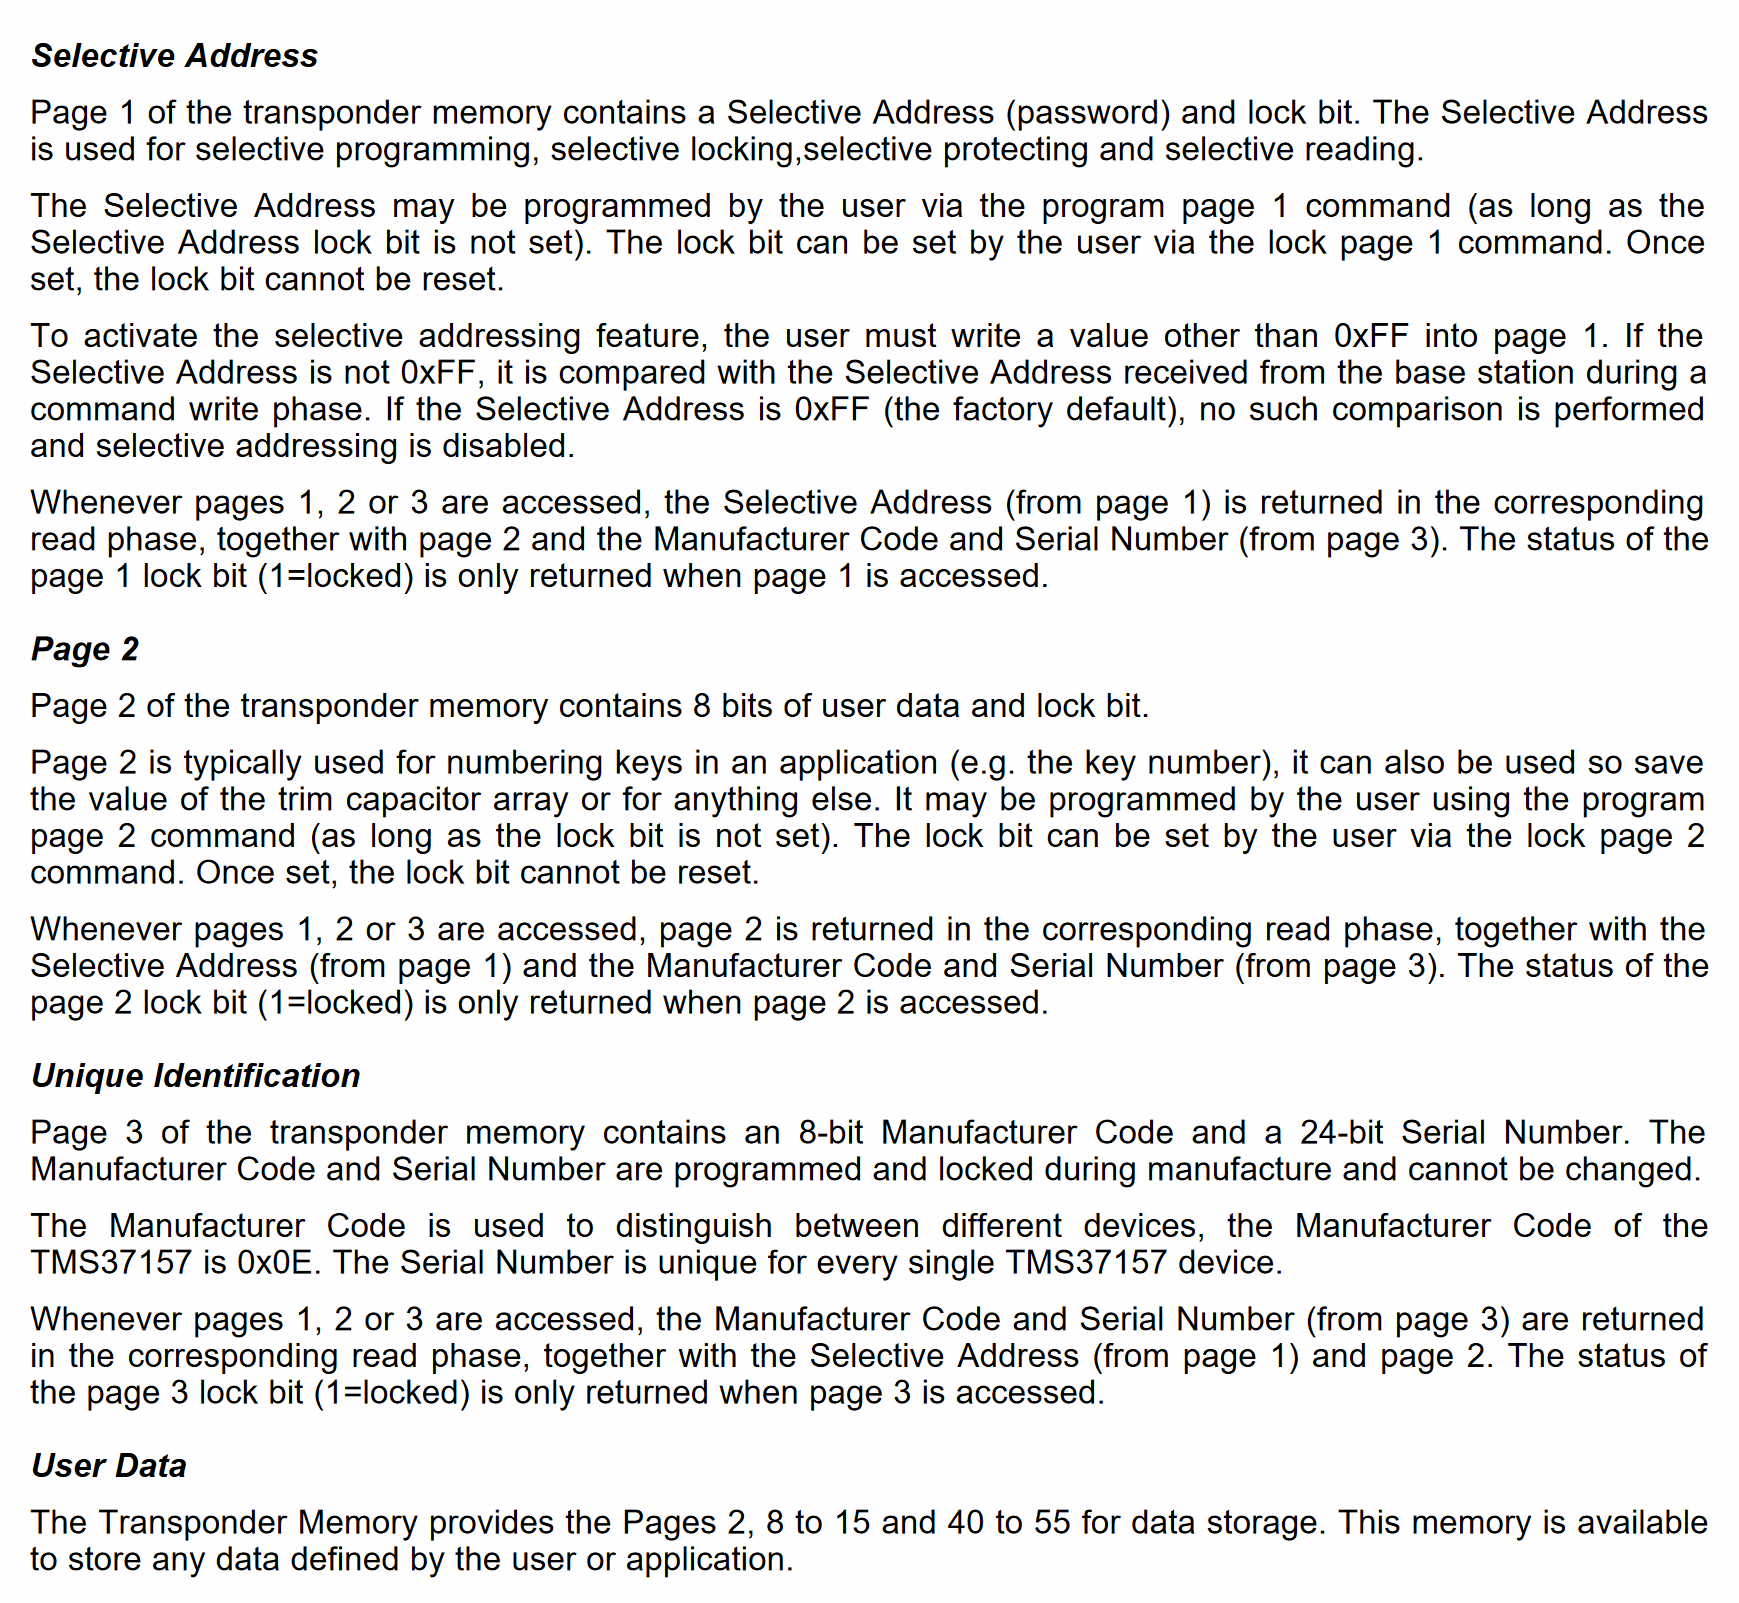 Selective Address
Page 1 of the transponder memory contains a Selective Address (password) and lock bit. The Selective Address
is used for selective programming, selective locking,selective protecting and selective reading.
The Selective Address may be programmed by the user via the program page 1 command (as long as the
Selective Address lock bit is not set). The lock bit can be set by the user via the lock page 1 command. Once
set, the lock bit cannot be reset.
To activate the selective addressing feature, the user must write a value other than 0xFF into page 1. If the
Selective Address is not 0xFF, it is compared with the Selective Address received from the base station during a
command write phase. If the Selective Address is 0xFF (the factory default), no such comparison is performed
and selective addressing is disabled.
Whenever pages 1, 2 or 3 are accessed, the Selective Address (from page 1) is returned in the corresponding
read phase, together with page 2 and the Manufacturer Code and Serial Number (from page 3). The status of the
page 1 lock bit (1=locked) is only returned when page 1 is accessed.
Page 2
Page 2 of the transponder memory contains 8 bits of user data and lock bit.
Page 2 is typically used for numbering keys in an application (e.g. the key number), it can also be used so save
the value of the trim capacitor array or for anything else. It may be programmed by the user using the program
page 2 command (as long as the lock bit is not set). The lock bit can be set by the user via the lock page 2
command. Once set, the lock bit cannot be reset.
Whenever pages 1, 2 or 3 are accessed, page 2 is returned in the corresponding read phase, together with the
Selective Address (from page 1) and the Manufacturer Code and Serial Number (from page 3). The status of the
page 2 lock bit (1=locked) is only returned when page 2 is accessed.
Unique Identification
Page 3 of the transponder memory contains an 8-bit Manufacturer Code and a 24-bit Serial Number. The
Manufacturer Code and Serial Number are programmed and locked during manufacture and cannot be changed.
The Manufacturer Code is used to distinguish between different devices, the Manufacturer Code of the
TMS37157 is 0x0E. The Serial Number is unique for every single TMS37157 device.
Whenever pages 1, 2 or 3 are accessed, the Manufacturer Code and Serial Number (from page 3) are returned
in the corresponding read phase, together with the Selective Address (from page 1) and page 2. The status of
the page 3 lock bit (1=locked) is only returned when page 3 is accessed.
User Data
The Transponder Memory provides the Pages 2, 8 to 15 and 40 to 55 for data storage. This memory is available
to store any data defined by the user or application.